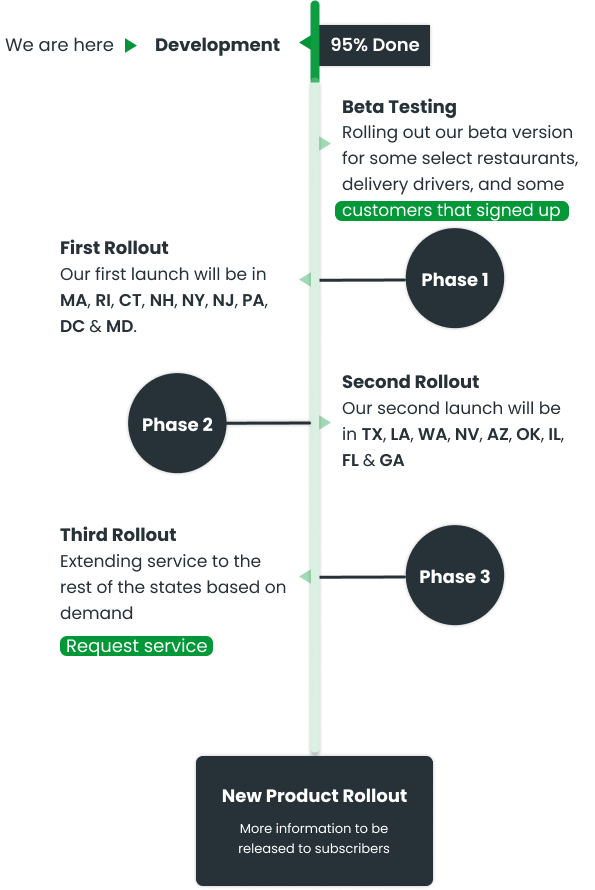 We are here Development 95% Done
Beta Testing
Rolling out our beta version
for some select restaurants,
delivery drivers, and some
customers that signed up
First Rollout
Our first launch will be in
MA, RI, CT, NH, NY, NJ, PA,
DC & MD.
Phase 1
Phase 2
Second Rollout
Our second launch will be
in TX, LA, WA, NV, AZ, OK, IL,
FL & GA
Third Rollout
Extending service to the
rest of the states based on
demand
Request service
Phase 3
New Product Rollout
More information to be
released to subscribers